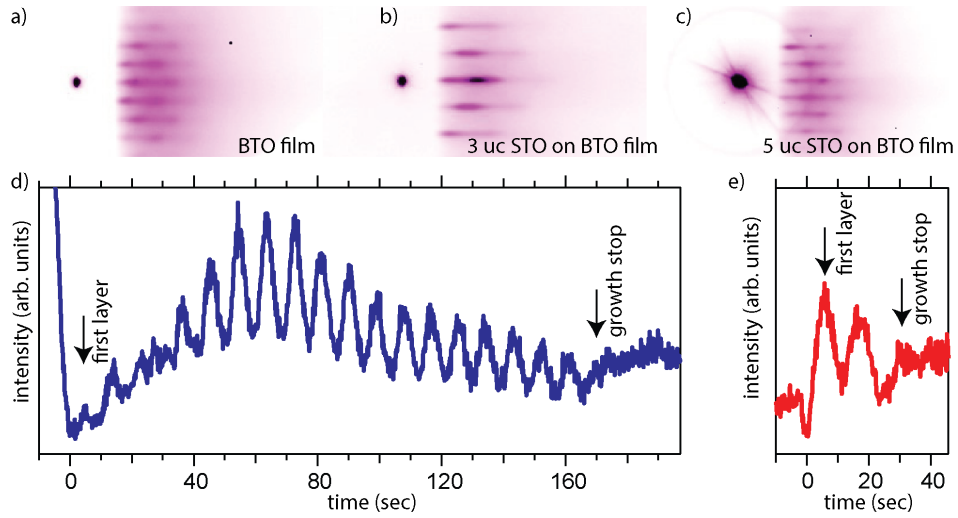 a)
b)
c)
BTO film
3 uc STO on BTO film
5 uc STO on BTO film
d)
intensity (arb. units)
first layer
growth stop
0
40
80
120
160
time (sec)
e)
intensity (arb. units)
first layer
growth stop
0
20
40
time (sec)